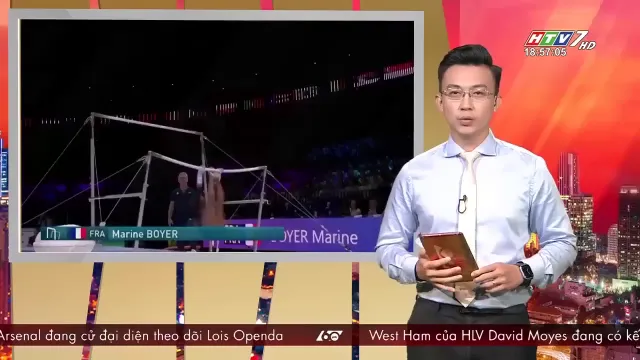 HTV7 HD
18:57:05
FRA Marine BOYER
BOYER Marine
Arsenal đang cử đại diện theo dõi Lois Openda
60
West Ham của HLV David Moyes đang có kế